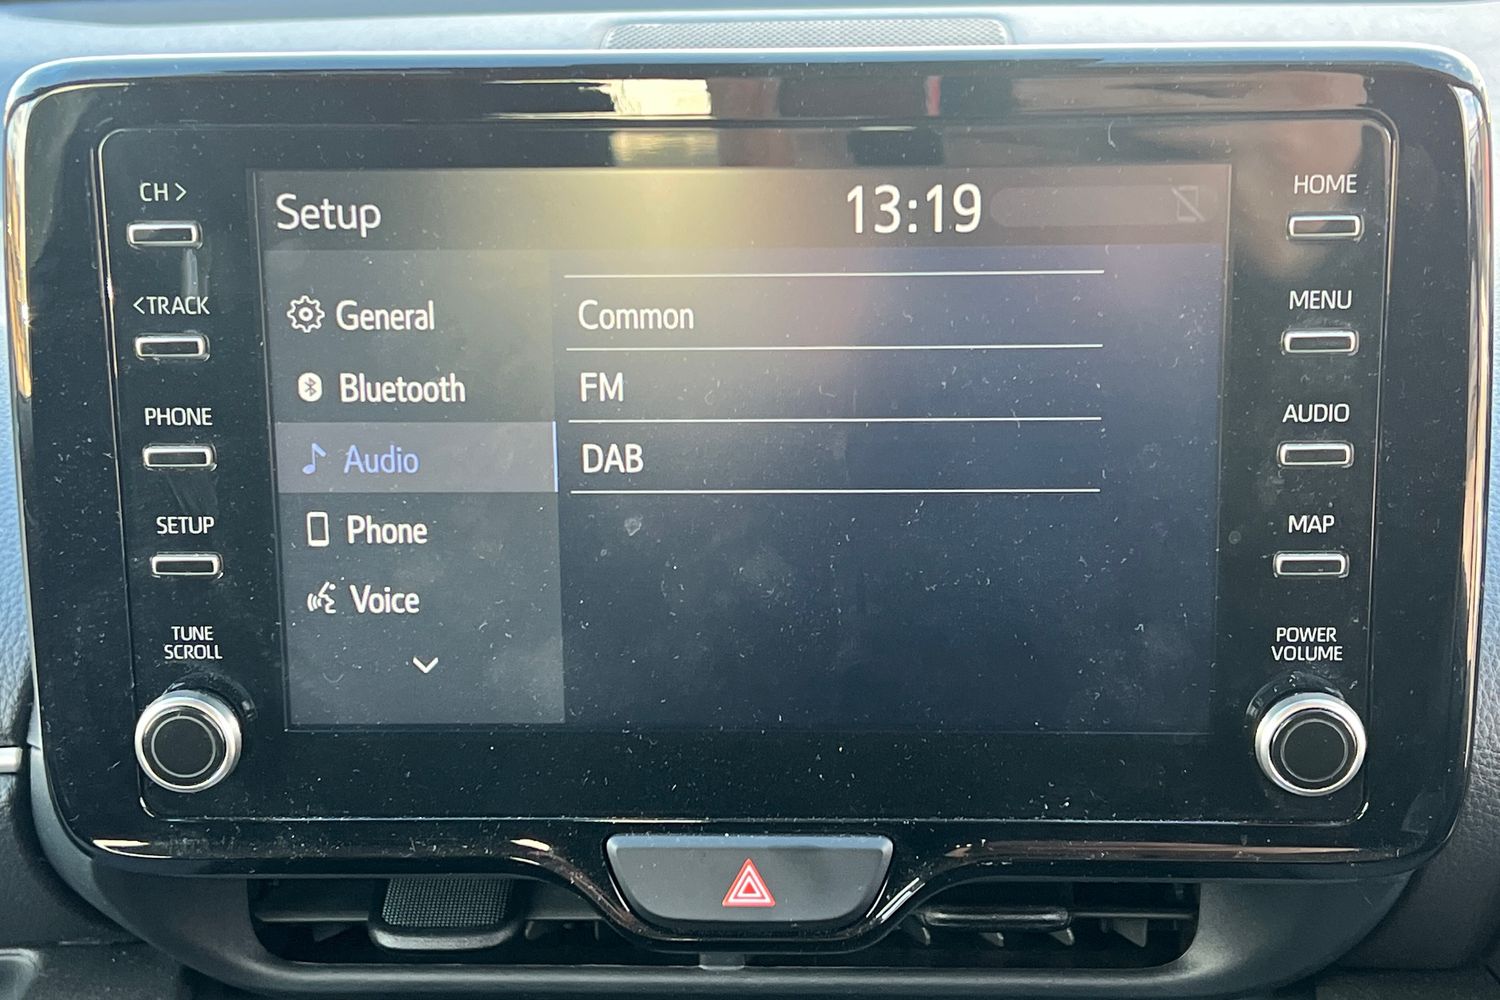 CH >
< TRACK
PHONE
SETUP
TUNE
SCROLL
Setup
13:19
General
Bluetooth
Audio
Phone
Voice
Common
FM
DAB
HOME
MENU
AUDIO
MAP
POWER
VOLUME